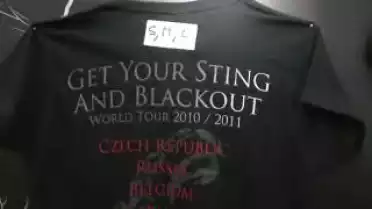 S, M, L
GET YOUR STING
AND BLACKOUT
WORLD TOUR 2010 / 2011
CZECH REPUBLIC
RUSSIA
BELGIUM